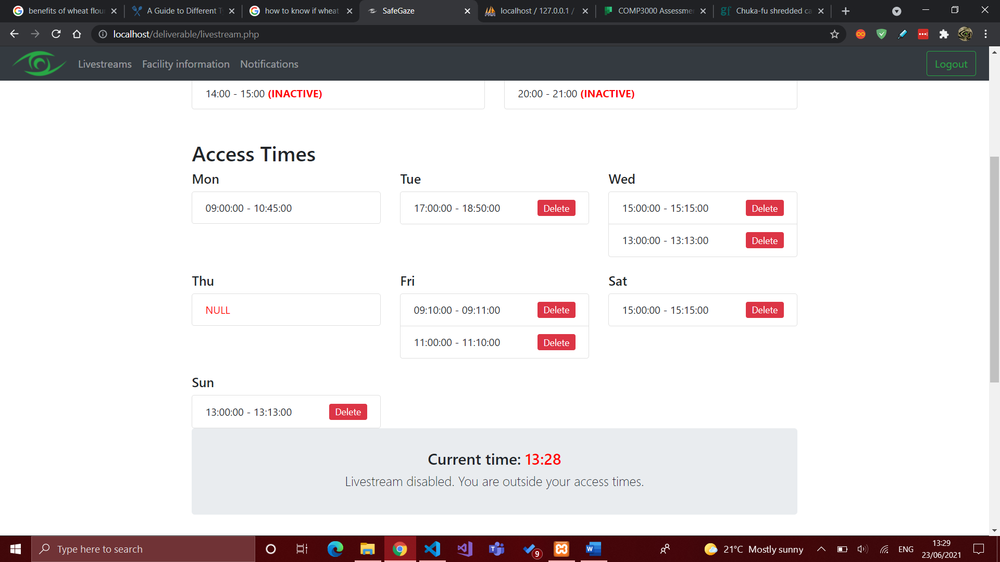 benefits of wheat flour
A Guide to Different T
how to know if wheat
SafeGaze
localhost / 127.0.0.1 /
COMP3000 Assessme
Chuka-fu shredded ca
localhost/deliverable/livestream.php
Livestreams
Facility information
Notifications
Logout
14:00 - 15:00 (INACTIVE)
20:00 - 21:00 (INACTIVE)
Access Times
Mon
Tue
Wed
09:00:00 - 10:45:00
17:00:00 - 18:50:00 Delete
15:00:00 - 15:15:00 Delete
13:00:00 - 13:13:00 Delete
Thu
Fri
Sat
NULL
09:10:00 - 09:11:00 Delete
15:00:00 - 15:15:00 Delete
11:00:00 - 11:10:00 Delete
Sun
13:00:00 - 13:13:00 Delete
Current time: 13:28
Livestream disabled. You are outside your access times.
Type here to search
9
21°C Mostly sunny
ENG
13:29
23/06/2021